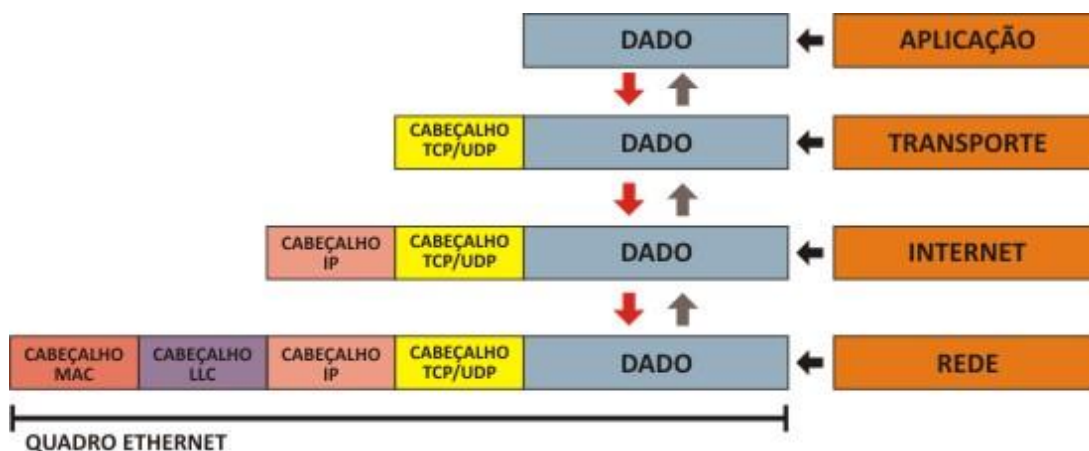 DADO
APLICAÇÃO
CABEÇALHO
TCP/UDP
DADO
TRANSPORTE
CABEÇALHO
IP
CABEÇALHO
TCP/UDP
DADO
INTERNET
CABEÇALHO
MAC
CABEÇALHO
LLC
CABEÇALHO
IP
CABEÇALHO
TCP/UDP
DADO
REDE
QUADRO ETHERNET